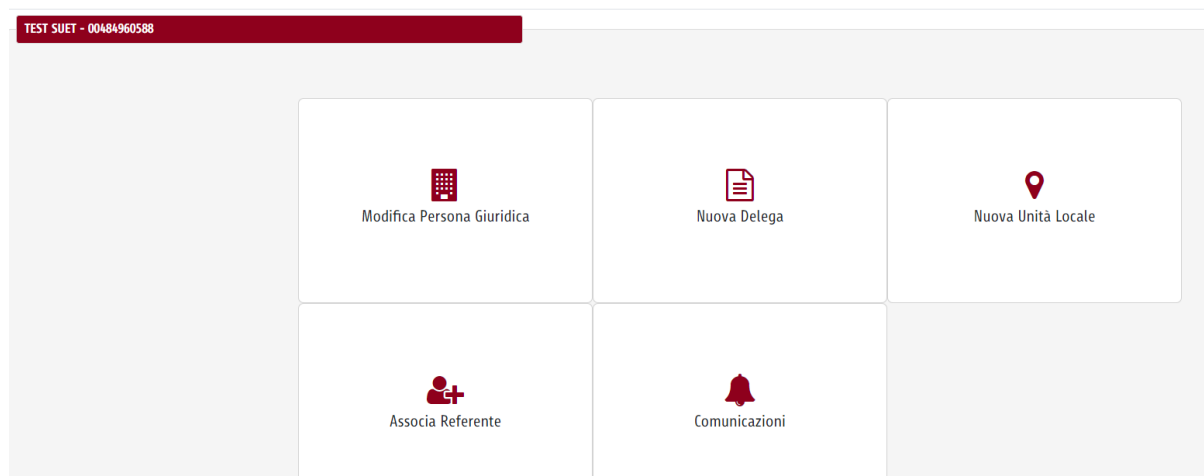 TEST SUET - 00484960588
Modifica Persona Giuridica
Nuova Delega
Nuova Unità Locale
Associa Referente
Comunicazioni